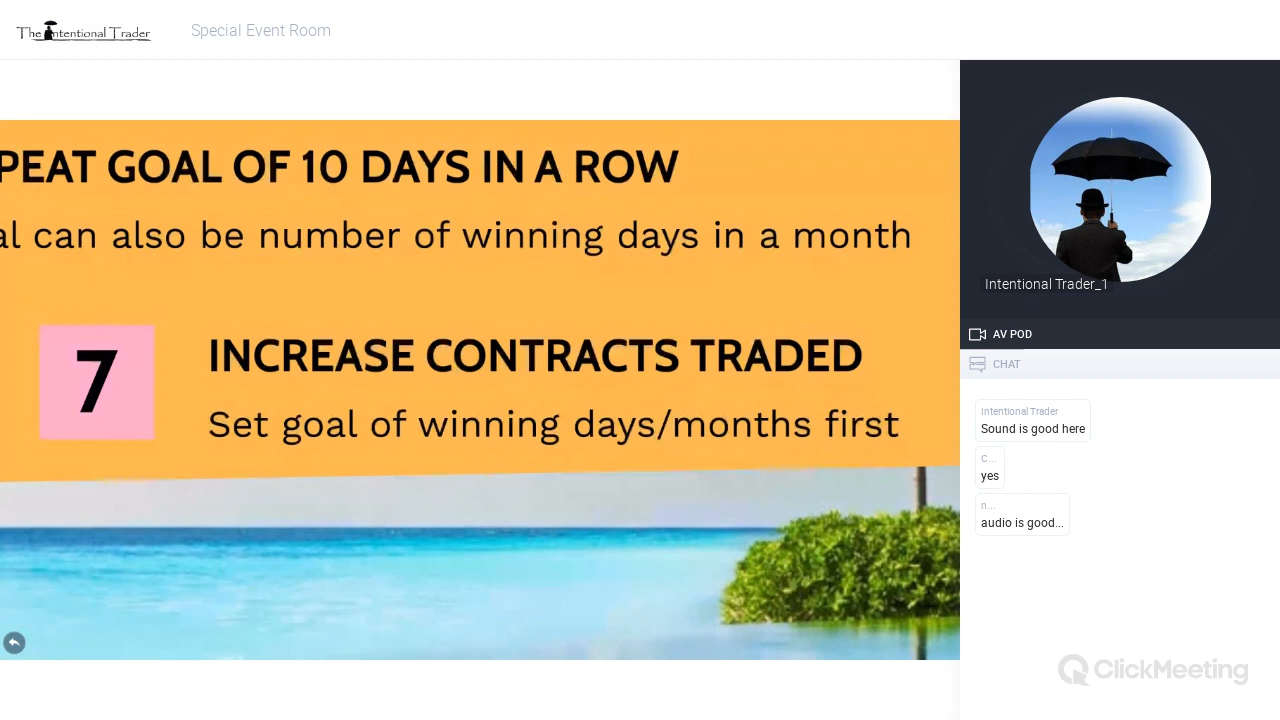 The Intentional Trader
Special Event Room
PEAT GOAL OF 10 DAYS IN A ROW
al can also be number of winning days in a month
7
INCREASE CONTRACTS TRADED
Set goal of winning days/months first
Intentional Trader_1
AV POD
CHAT
Intentional Trader
Sound is good here
C...
yes
n...
audio is good...
ClickMeeting